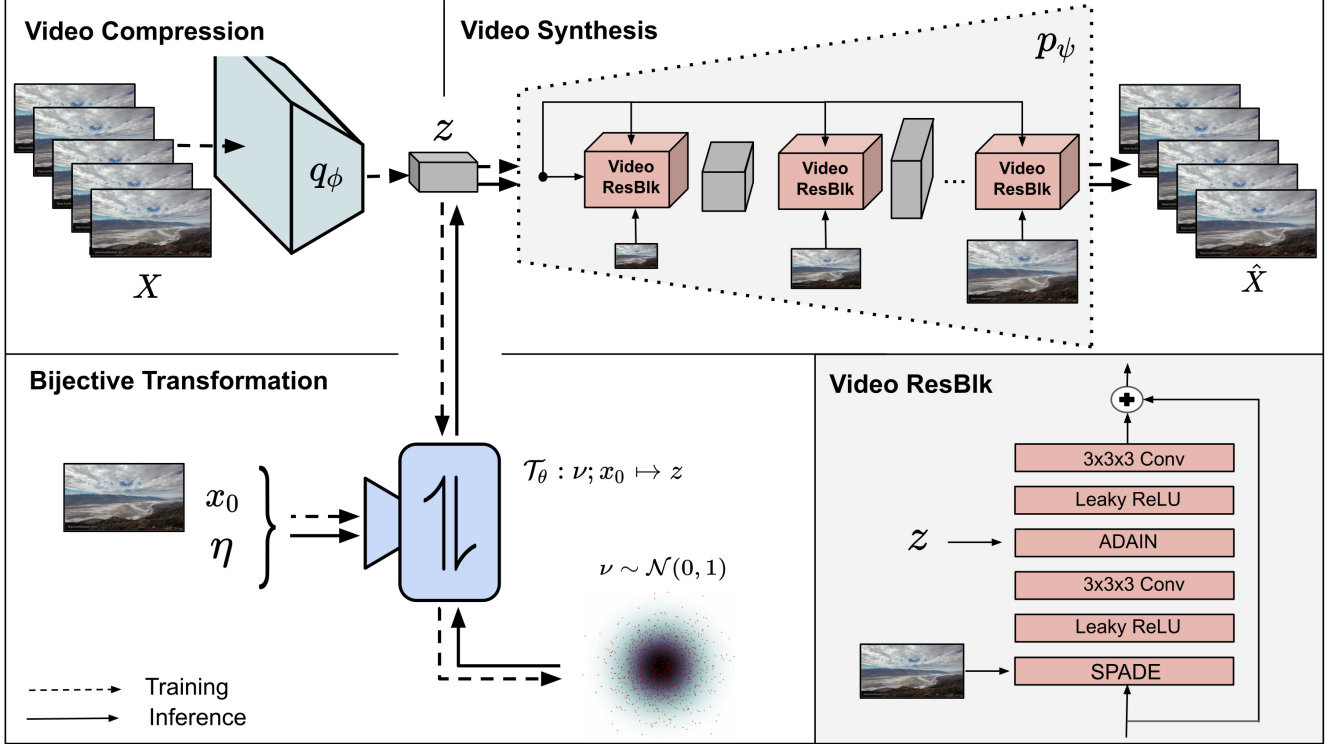 Video Compression
Video Synthesis
p_ψ
z
q_ϕ
Video
ResBlk
Video
ResBlk
...
Video
ResBlk
X
X̂
Bijective Transformation
x_0
η
𝒯_θ : ν; x_0 ↦ z
ν ∼ 𝒩(0, 1)
Training
Inference
Video ResBlk
3x3x3 Conv
Leaky ReLU
z
ADAIN
3x3x3 Conv
Leaky ReLU
SPADE